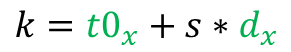 k = t0ₓ + s * dₓ